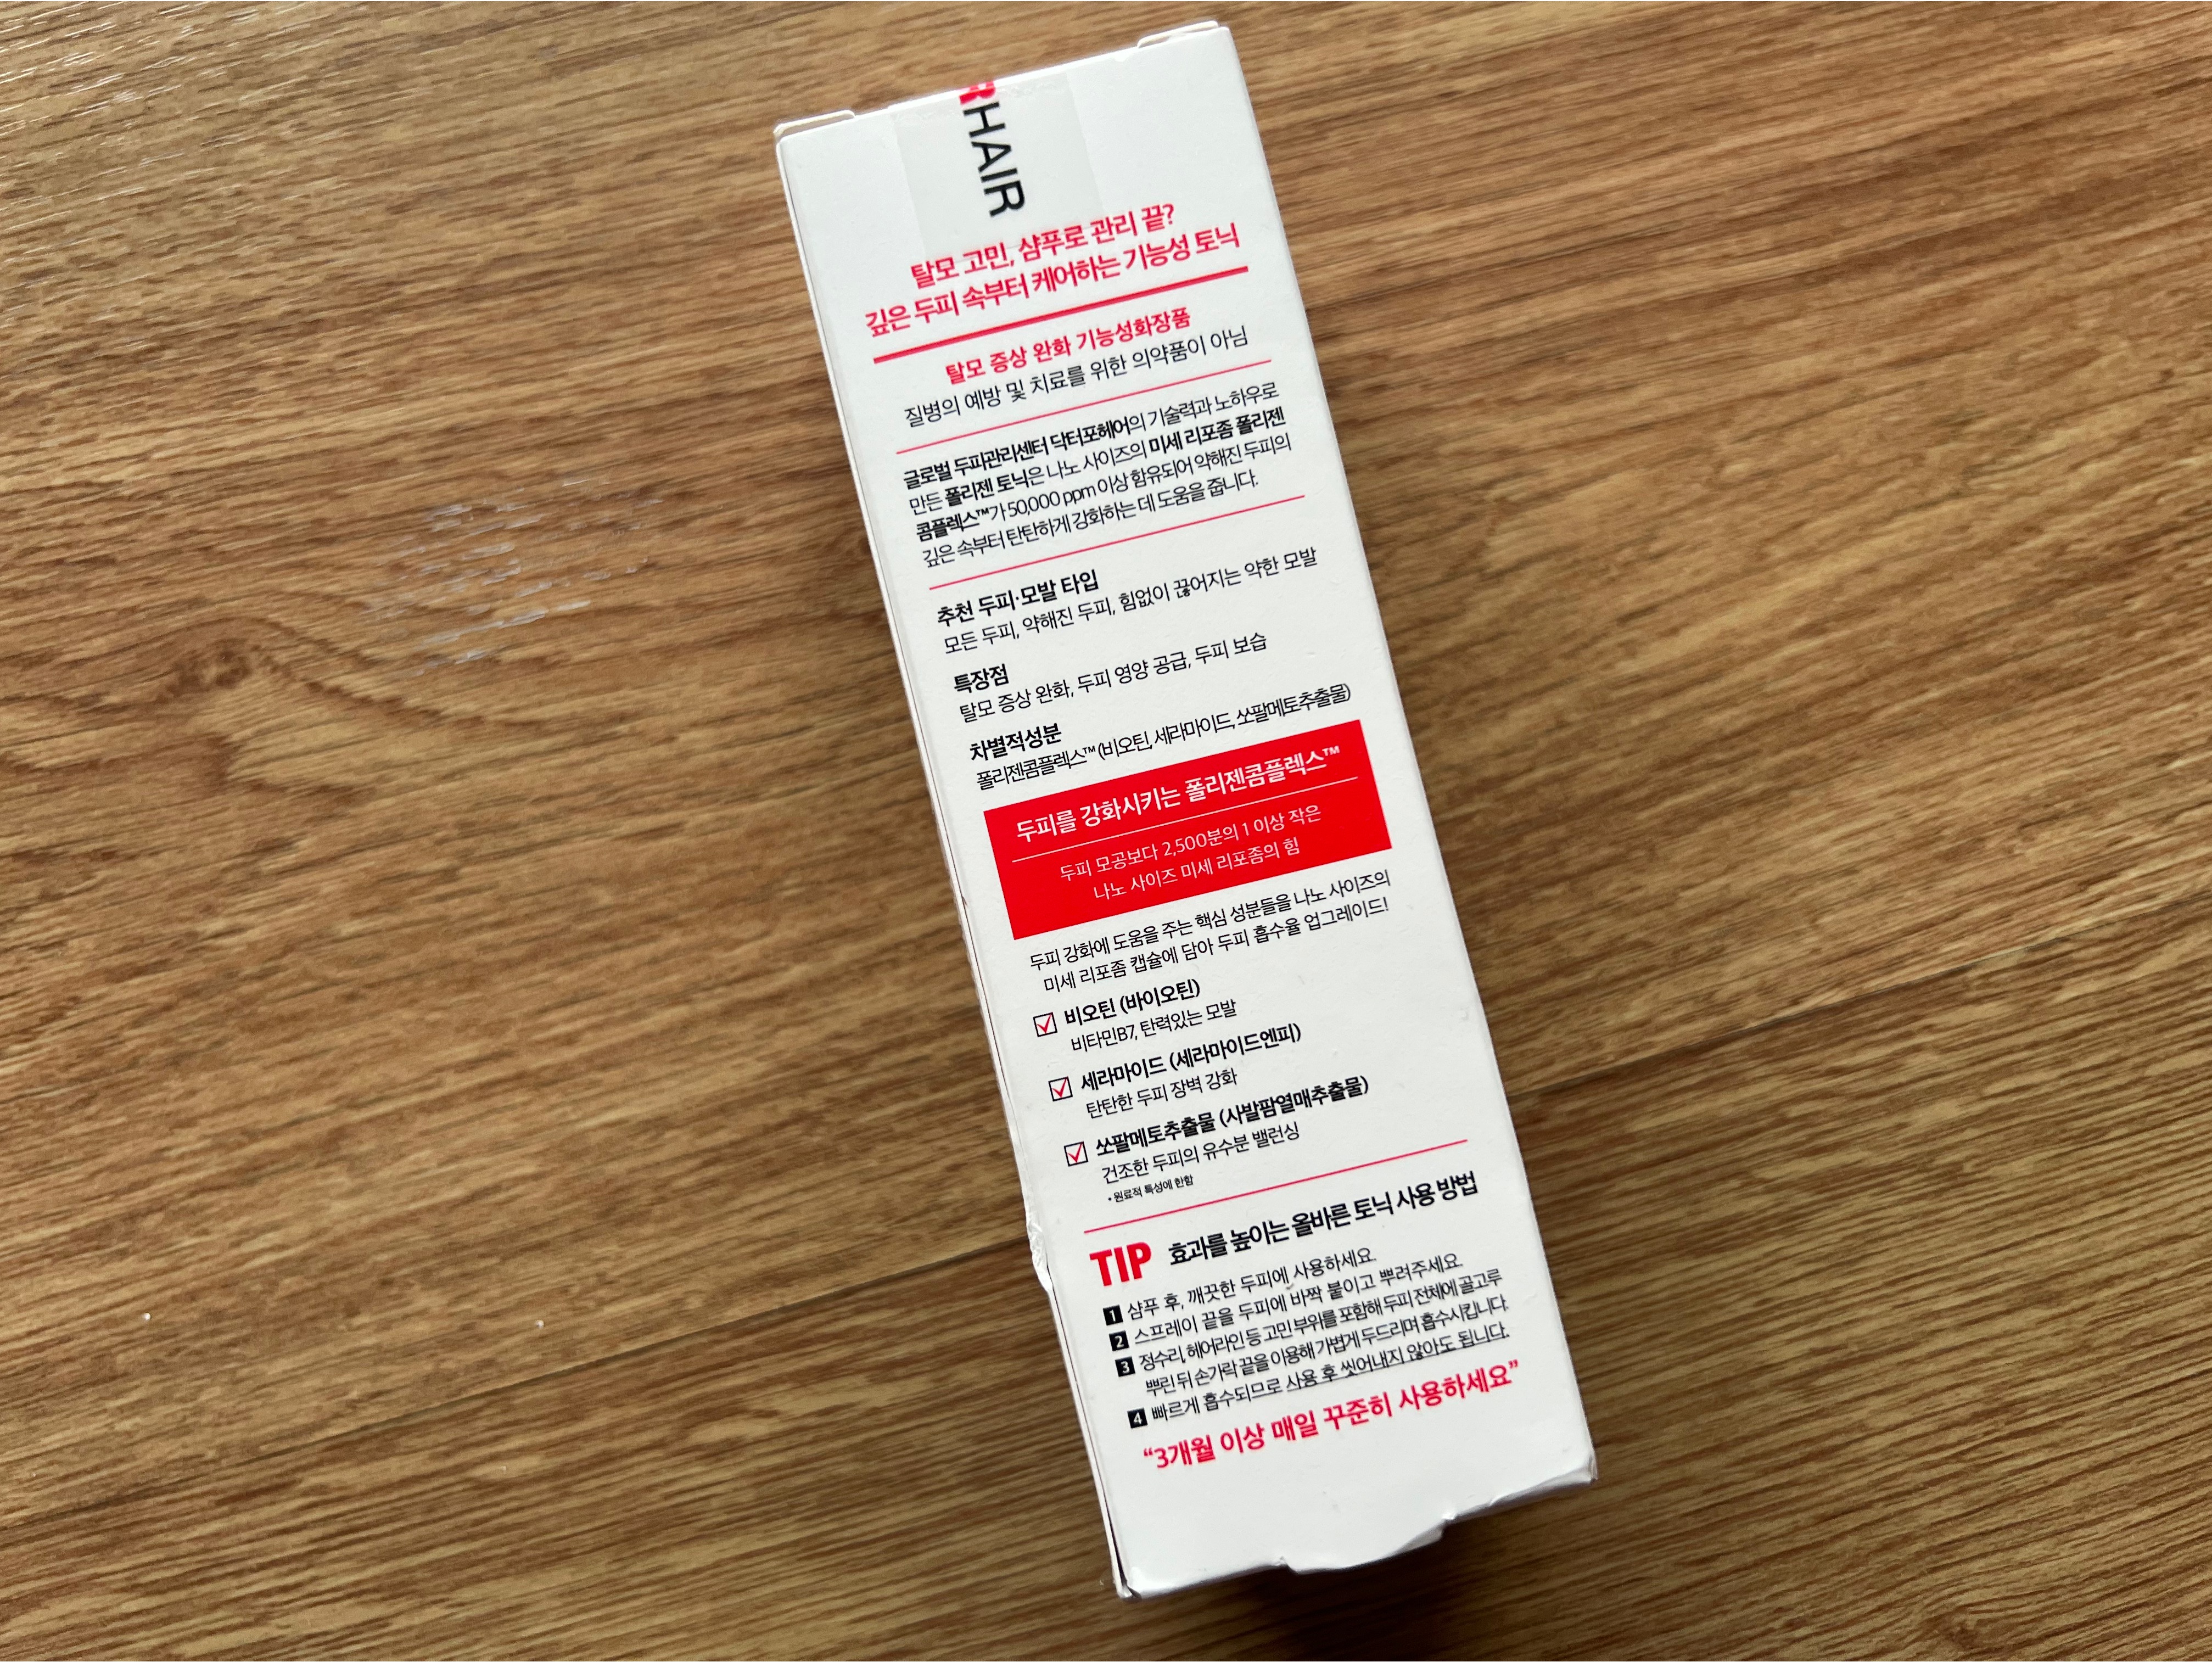 HAIR
탈모 고민, 샴푸로 관리 끝?
깊은 두피 속부터 케어하는 기능성 토닉
탈모 증상 완화 기능성화장품
질병의 예방 및 치료를 위한 의약품이 아님
글로벌 두피관리센터 닥터포헤어의 기술력과 노하우로
만든 폴리젠 토닉은 나노 사이즈의 미세 리포좀 폴리젠
콤플렉스™가 50,000 ppm 이상 함유되어 약해진 두피의
깊은 속부터 탄탄하게 강화하는 데 도움을 줍니다.
추천 두피·모발 타입
모든 두피, 약해진 두피, 힘없이 끊어지는 약한 모발
특장점
탈모 증상 완화, 두피 영양 공급, 두피 보습
차별적성분
폴리젠콤플렉스™ (비오틴, 세라마이드, 쏘팔메토추출물)
두피를 강화시키는 폴리젠콤플렉스™
두피 모공보다 2,500분의 1 이상 작은
나노 사이즈 미세 리포좀의 힘
두피 강화에 도움을 주는 핵심 성분들을 나노 사이즈의
미세 리포좀 캡슐에 담아 두피 흡수율 업그레이드!
비오틴 (바이오틴)
비타민B7, 탄력있는 모발
세라마이드 (세라마이드엔피)
탄탄한 두피 장벽 강화
쏘팔메토추출물 (사발팜열매추출물)
건조한 두피의 유수분 밸런싱
• 원료적 특성에 한함
TIP 효과를 높이는 올바른 토닉 사용 방법
1 샴푸 후, 깨끗한 두피에 사용하세요.
2 스프레이 끝을 두피에 바짝 붙이고 뿌려주세요.
3 정수리, 헤어라인 등 고민 부위를 포함해 두피 전체에 골고루
뿌린 뒤 손가락 끝을 이용해 가볍게 두드리며 흡수시킵니다.
4 빠르게 흡수되므로 사용 후 씻어내지 않아도 됩니다.
“3개월 이상 매일 꾸준히 사용하세요”